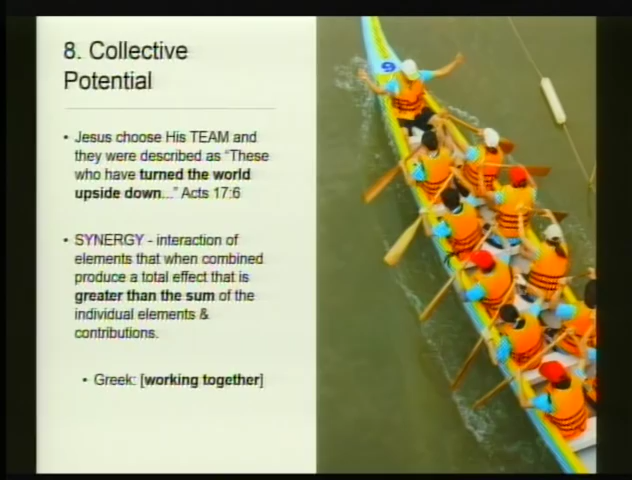 8. Collective
Potential
• Jesus choose His TEAM and
they were described as “These
who have turned the world
upside down...” Acts 17:6
• SYNERGY - interaction of
elements that when combined
produce a total effect that is
greater than the sum of the
individual elements &
contributions.
• Greek: [working together]
9